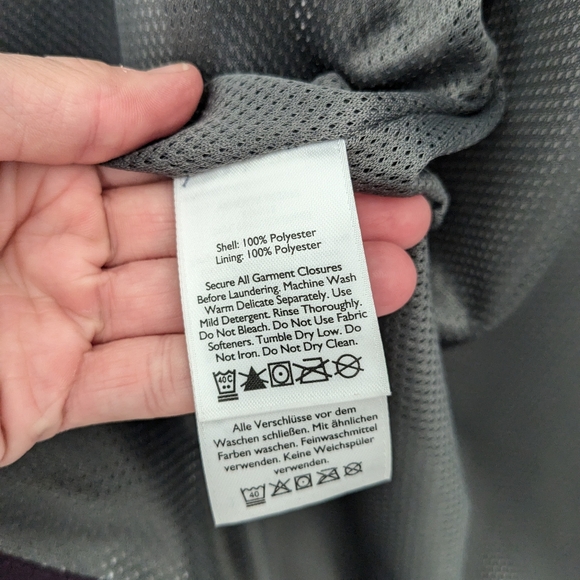 Shell: 100% Polyester
Lining: 100% Polyester
Secure All Garment Closures
Before Laundering. Machine Wash
Warm Delicate Separately. Use
Mild Detergent. Rinse Thoroughly.
Do Not Bleach. Do Not Use Fabric
Softeners. Tumble Dry Low. Do
Not Iron. Do Not Dry Clean.
40C
Alle Verschlüsse vor dem
Waschen schließen. Mit ähnlichen
Farben waschen. Feinwaschmittel
verwenden. Keine Weichspüler
verwenden.
40